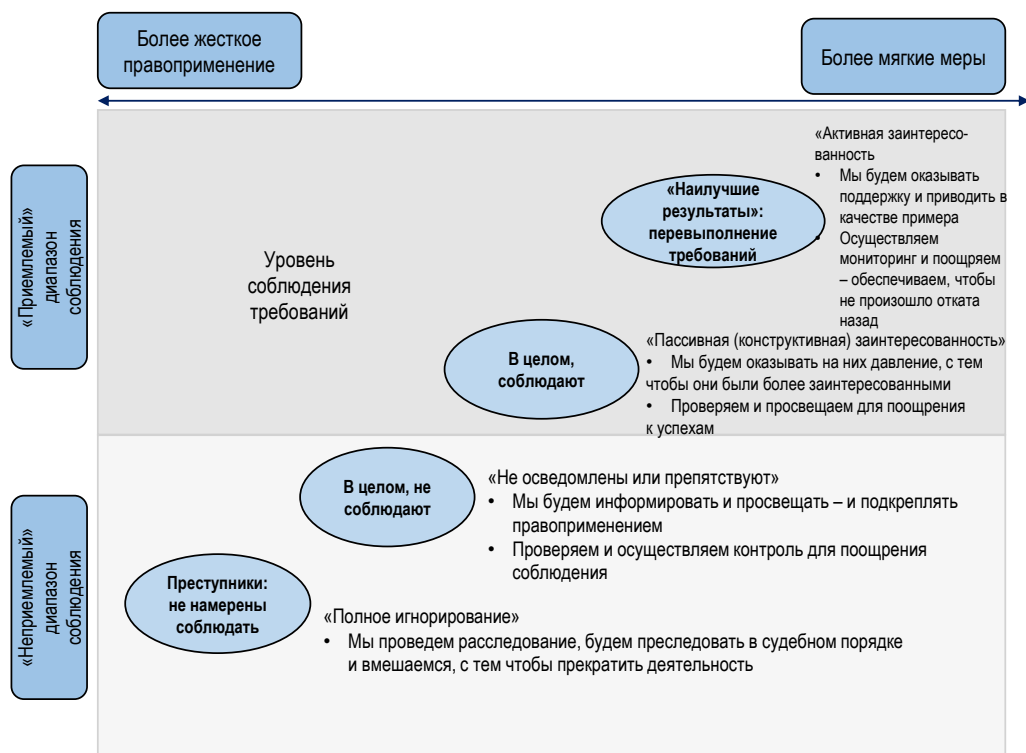 Более жесткое
правоприменение
Более мягкие меры
«Приемлемый»
диапазон
соблюдения
Уровень
соблюдения
требований
«Наилучшие
результаты»:
перевыполнение
требований
«Активная заинтересо-
ванность
• Мы будем оказывать
поддержку и приводить в
качестве примера
• Осуществляем
мониторинг и поощряем
– обеспечиваем, чтобы
не произошло отката
назад
В целом,
соблюдают
«Пассивная (конструктивная) заинтересованность»
• Мы будем оказывать на них давление, с тем
чтобы они были более заинтересованными
• Проверяем и просвещаем для поощрения
к успехам
«Неприемлемый»
диапазон
соблюдения
В целом, не
соблюдают
«Не осведомлены или препятствуют»
• Мы будем информировать и просвещать – и подкреплять
правоприменением
• Проверяем и осуществляем контроль для поощрения
соблюдения
Преступники:
не намерены
соблюдать
«Полное игнорирование»
• Мы проведем расследование, будем преследовать в судебном порядке
и вмешаемся, с тем чтобы прекратить деятельность